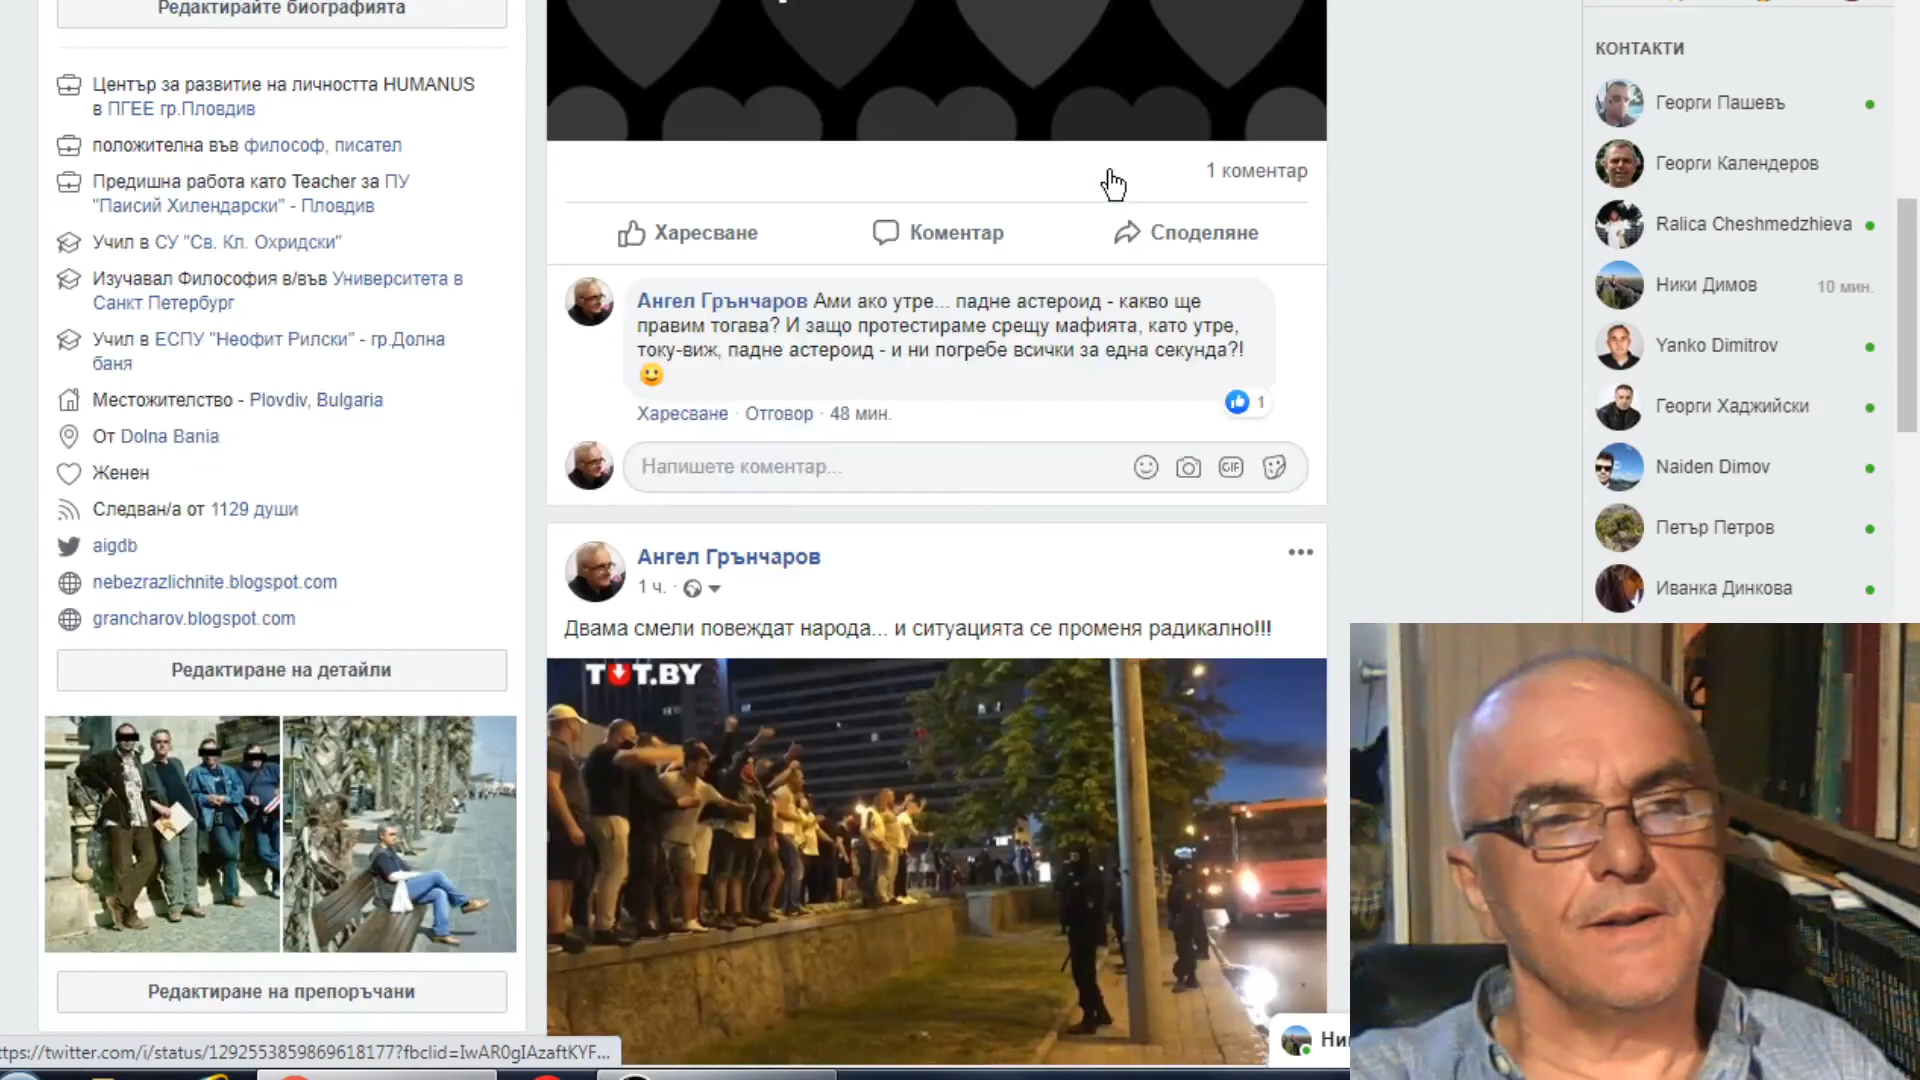 Редактирайте биографията
Център за развитие на личността HUMANUS
в ПГЕЕ гр.Пловдив
положителна във философ, писател
Предишна работа като Teacher за ПУ
"Паисий Хилендарски" - Пловдив
Учил в СУ "Св. Кл. Охридски"
Изучавал Философия в/във Университета в
Санкт Петербург
Учил в ЕСПУ "Неофит Рилски" - гр.Долна
баня
Местожителство - Plovdiv, Bulgaria
От Dolna Bania
Женен
Следван/а от 1129 души
aigdb
nebezrazlichnite.blogspot.com
grancharov.blogspot.com
Редактиране на детайли
Редактиране на препоръчани
ttps://twitter.com/i/status/1292553859869618177?fbclid=IwAR0gIAzaftKYF...
1 коментар
Харесване
Коментар
Споделяне
Ангел Грънчаров Ами ако утре... падне астероид - какво ще
правим тогава? И защо протестираме срещу мафията, като утре,
току-виж, падне астероид - и ни погребе всички за една секунда?!
1
Харесване · Отговор · 48 мин.
Напишете коментар...
GIF
Ангел Грънчаров
1 ч. ·
Двама смели повеждат народа... и ситуацията се променя радикално!!!
TUT.BY
КОНТАКТИ
Георги Пашевъ
Георги Календеров
Ralica Cheshmedzhieva
Ники Димов
10 мин.
Yanko Dimitrov
Георги Хаджийски
Naiden Dimov
Петър Петров
Иванка Динкова